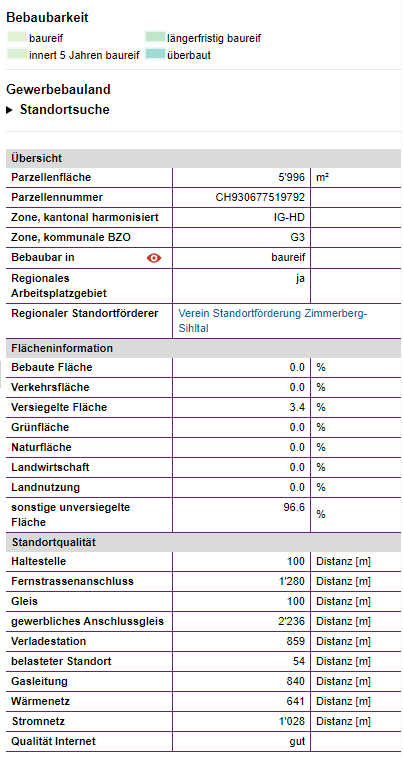 Bebaubarkeit
baureif längerfristig baureif
innert 5 Jahren baureif überbaut
Gewerbebauland
Standortsuche
Übersicht
Parzellenfläche 5'996 m²
Parzellennummer CH930677519792
Zone, kantonal harmonisiert IG-HD
Zone, kommunale BZO G3
Bebaubar in baureif
Regionales ja
Arbeitsplatzgebiet
Regionaler Standortförderer Verein Standortförderung Zimmerberg-
Sihltal
Flächeninformation
Bebaute Fläche 0.0 %
Verkehrsfläche 0.0 %
Versiegelte Fläche 3.4 %
Grünfläche 0.0 %
Naturfläche 0.0 %
Landwirtschaft 0.0 %
Landnutzung 0.0 %
sonstige unversiegelte 96.6 %
Fläche
Standortqualität
Haltestelle 100 Distanz [m]
Fernstrassenanschluss 1'280 Distanz [m]
Gleis 100 Distanz [m]
gewerbliches Anschlussgleis 2'236 Distanz [m]
Verladestation 859 Distanz [m]
belasteter Standort 54 Distanz [m]
Gasleitung 840 Distanz [m]
Wärmenetz 641 Distanz [m]
Stromnetz 1'028 Distanz [m]
Qualität Internet gut